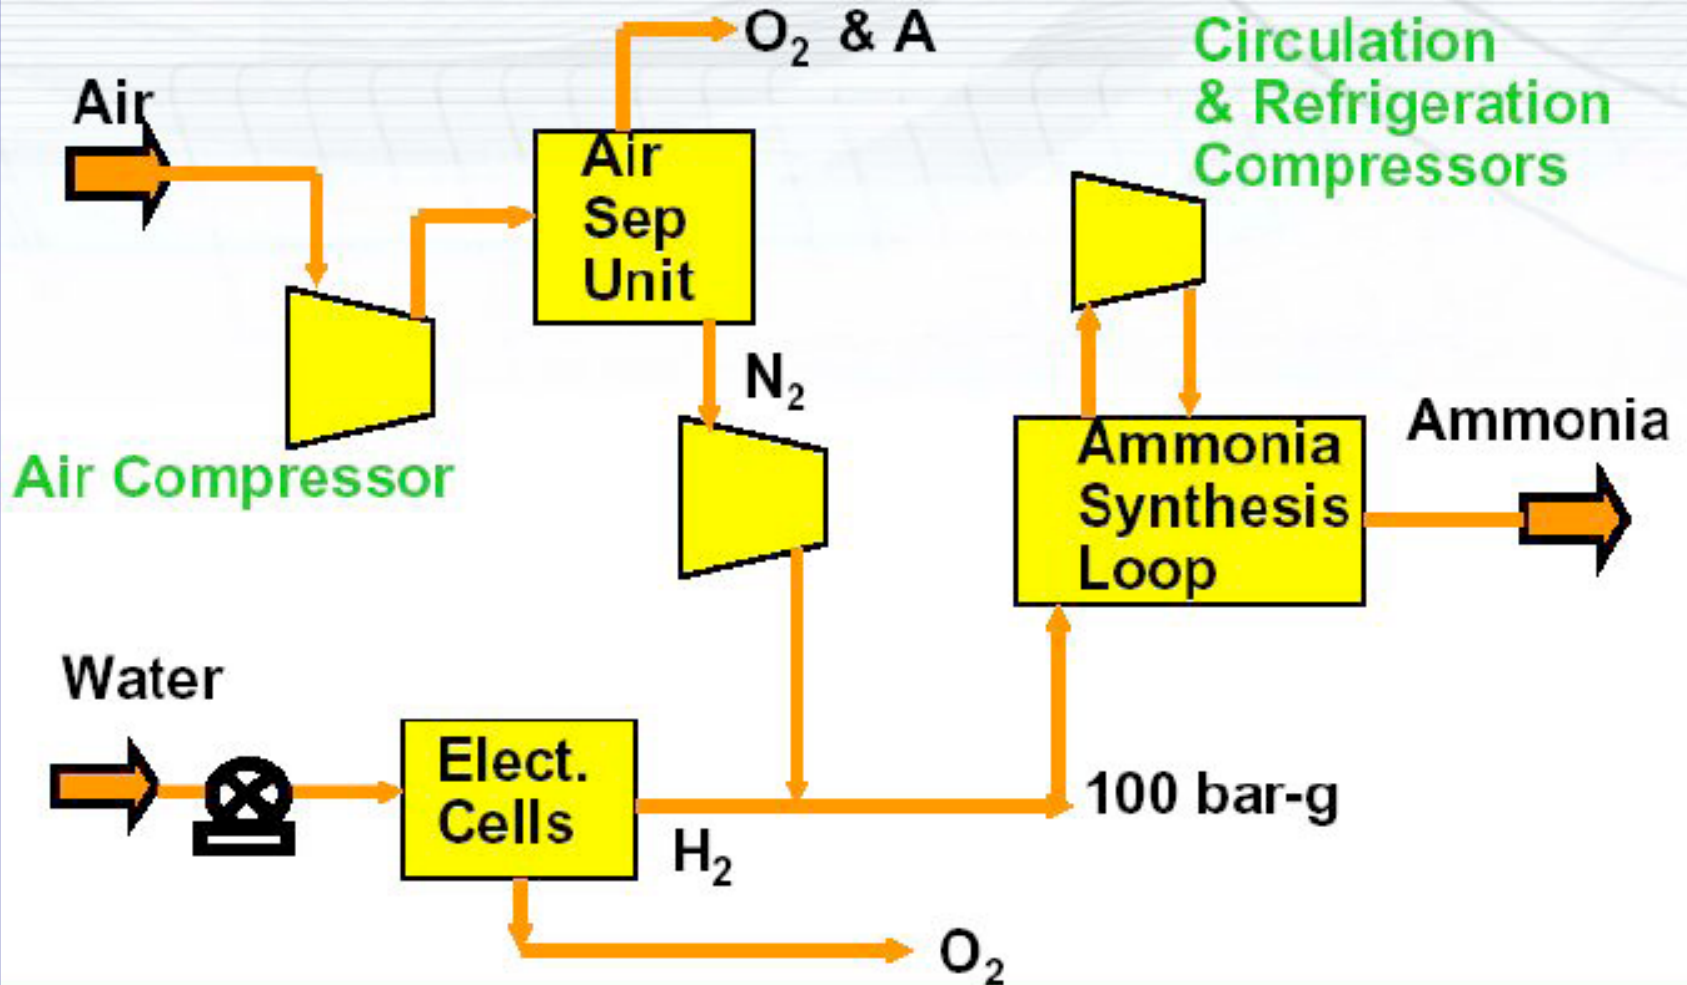 O₂ & A
Circulation
& Refrigeration
Compressors
Air
Air
Sep
Unit
N₂
Air Compressor
Ammonia
Ammonia
Synthesis
Loop
Water
Elect.
Cells
100 bar-g
H₂
O₂